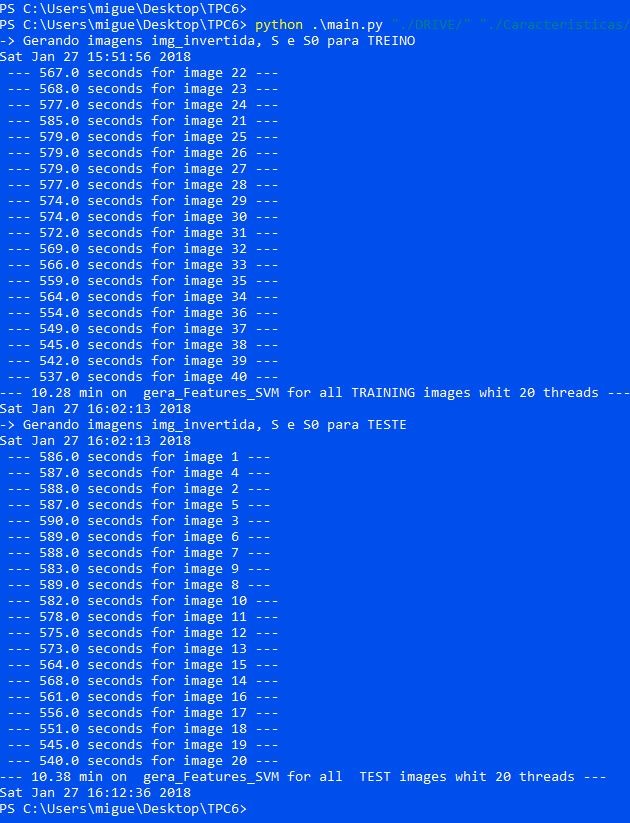 PS C:\Users\migue\Desktop\TPC6>
PS C:\Users\migue\Desktop\TPC6> python .\main.py "./DRIVE/" "./Caracteristicas/
-> Gerando imagens img_invertida, S e S0 para TREINO
Sat Jan 27 15:51:56 2018
--- 567.0 seconds for image 22 ---
--- 568.0 seconds for image 23 ---
--- 577.0 seconds for image 24 ---
--- 585.0 seconds for image 21 ---
--- 579.0 seconds for image 25 ---
--- 579.0 seconds for image 26 ---
--- 579.0 seconds for image 27 ---
--- 577.0 seconds for image 28 ---
--- 574.0 seconds for image 29 ---
--- 574.0 seconds for image 30 ---
--- 572.0 seconds for image 31 ---
--- 569.0 seconds for image 32 ---
--- 566.0 seconds for image 33 ---
--- 559.0 seconds for image 35 ---
--- 564.0 seconds for image 34 ---
--- 554.0 seconds for image 36 ---
--- 549.0 seconds for image 37 ---
--- 545.0 seconds for image 38 ---
--- 542.0 seconds for image 39 ---
--- 537.0 seconds for image 40 ---
--- 10.28 min on  gera_Features_SVM for all TRAINING images whit 20 threads ---
Sat Jan 27 16:02:13 2018
-> Gerando imagens img_invertida, S e S0 para TESTE
Sat Jan 27 16:02:13 2018
--- 586.0 seconds for image 1 ---
--- 587.0 seconds for image 4 ---
--- 588.0 seconds for image 2 ---
--- 587.0 seconds for image 5 ---
--- 590.0 seconds for image 3 ---
--- 589.0 seconds for image 6 ---
--- 588.0 seconds for image 7 ---
--- 583.0 seconds for image 9 ---
--- 589.0 seconds for image 8 ---
--- 582.0 seconds for image 10 ---
--- 578.0 seconds for image 11 ---
--- 575.0 seconds for image 12 ---
--- 573.0 seconds for image 13 ---
--- 564.0 seconds for image 15 ---
--- 568.0 seconds for image 14 ---
--- 561.0 seconds for image 16 ---
--- 556.0 seconds for image 17 ---
--- 551.0 seconds for image 18 ---
--- 545.0 seconds for image 19 ---
--- 540.0 seconds for image 20 ---
--- 10.38 min on  gera_Features_SVM for all  TEST images whit 20 threads ---
Sat Jan 27 16:12:36 2018
PS C:\Users\migue\Desktop\TPC6>